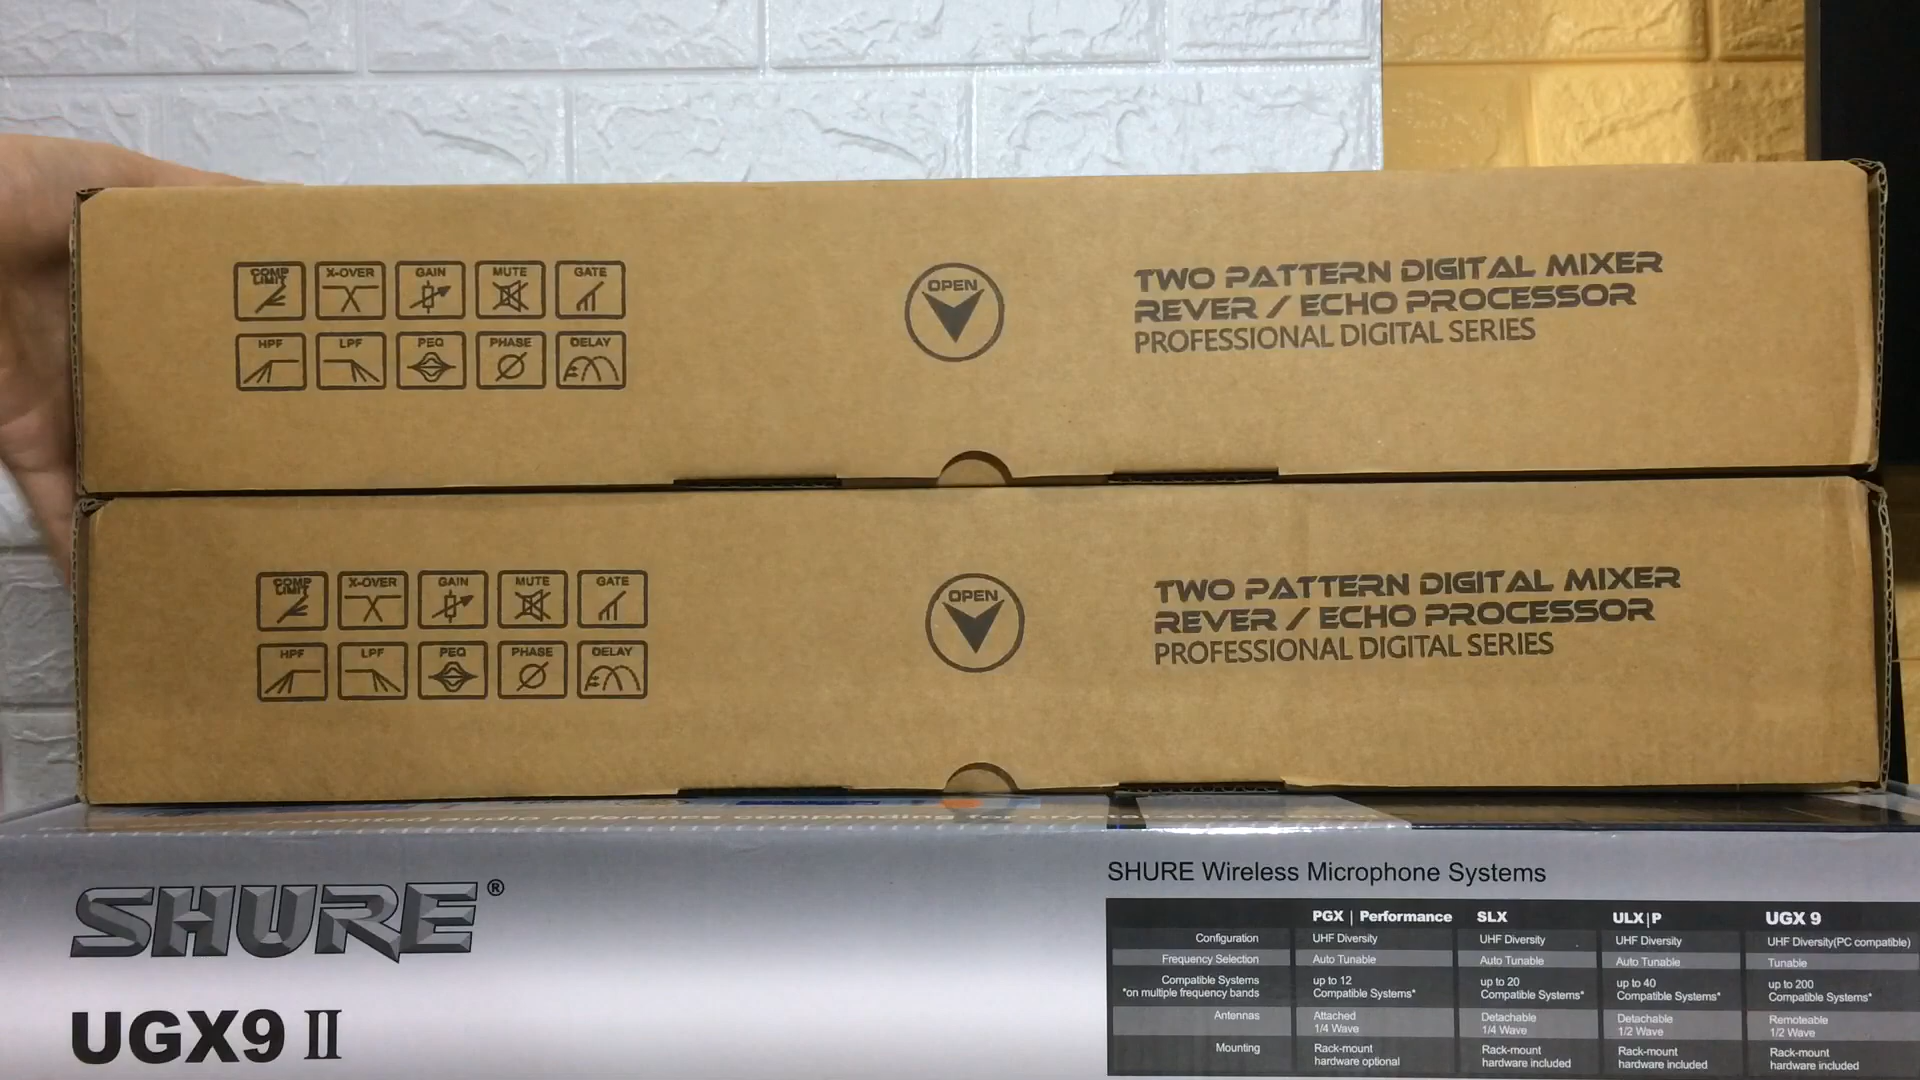 COMP LIMIT X-OVER GAIN MUTE GATE
HPF LPF PEQ PHASE DELAY
OPEN
TWO PATTERN DIGITAL MIXER
REVER / ECHO PROCESSOR
PROFESSIONAL DIGITAL SERIES
COMP LIMIT X-OVER GAIN MUTE GATE
HPF LPF PEQ PHASE DELAY
OPEN
TWO PATTERN DIGITAL MIXER
REVER / ECHO PROCESSOR
PROFESSIONAL DIGITAL SERIES
audio reference companding for
SHURE®
UGX9 II
SHURE Wireless Microphone Systems
PGX | Performance SLX ULX|P UGX 9
Configuration UHF Diversity UHF Diversity UHF Diversity UHF Diversity(PC compatible)
Frequency Selection Auto Tunable Auto Tunable Auto Tunable Tunable
Compatible Systems up to 12 up to 20 up to 40 up to 200
*on multiple frequency bands Compatible Systems* Compatible Systems* Compatible Systems* Compatible Systems*
Antennas Attached Detachable Detachable Remoteable
1/4 Wave 1/4 Wave 1/2 Wave 1/2 Wave
Mounting Rack-mount Rack-mount Rack-mount Rack-mount
hardware optional hardware included hardware included hardware included